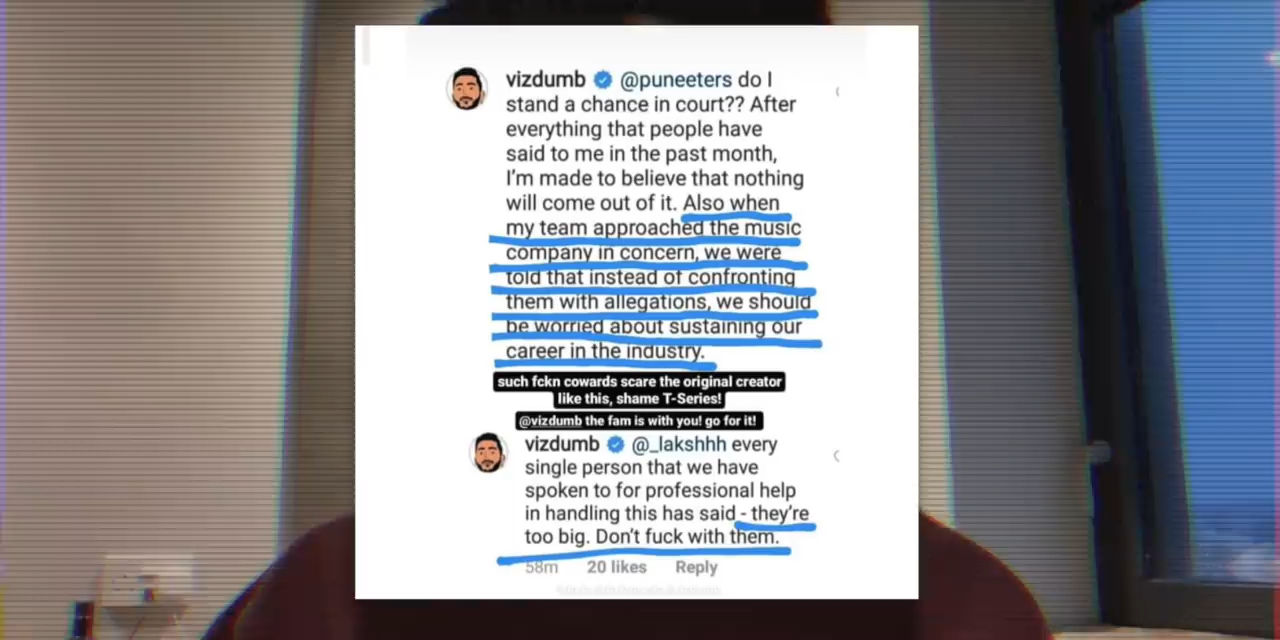 vizdumb @puneeters do I
stand a chance in court?? After
everything that people have
said to me in the past month,
I'm made to believe that nothing
will come out of it. Also when
my team approached the music
company in concern, we were
told that instead of confronting
them with allegations, we should
be worried about sustaining our
career in the industry.
such fckn cowards scare the original creator
like this, shame T-Series!
@vizdumb the fam is with you! go for it!
vizdumb @_lakshhh every
single person that we have
spoken to for professional help
in handling this has said - they're
too big. Don't fuck with them.
58m 20 likes Reply